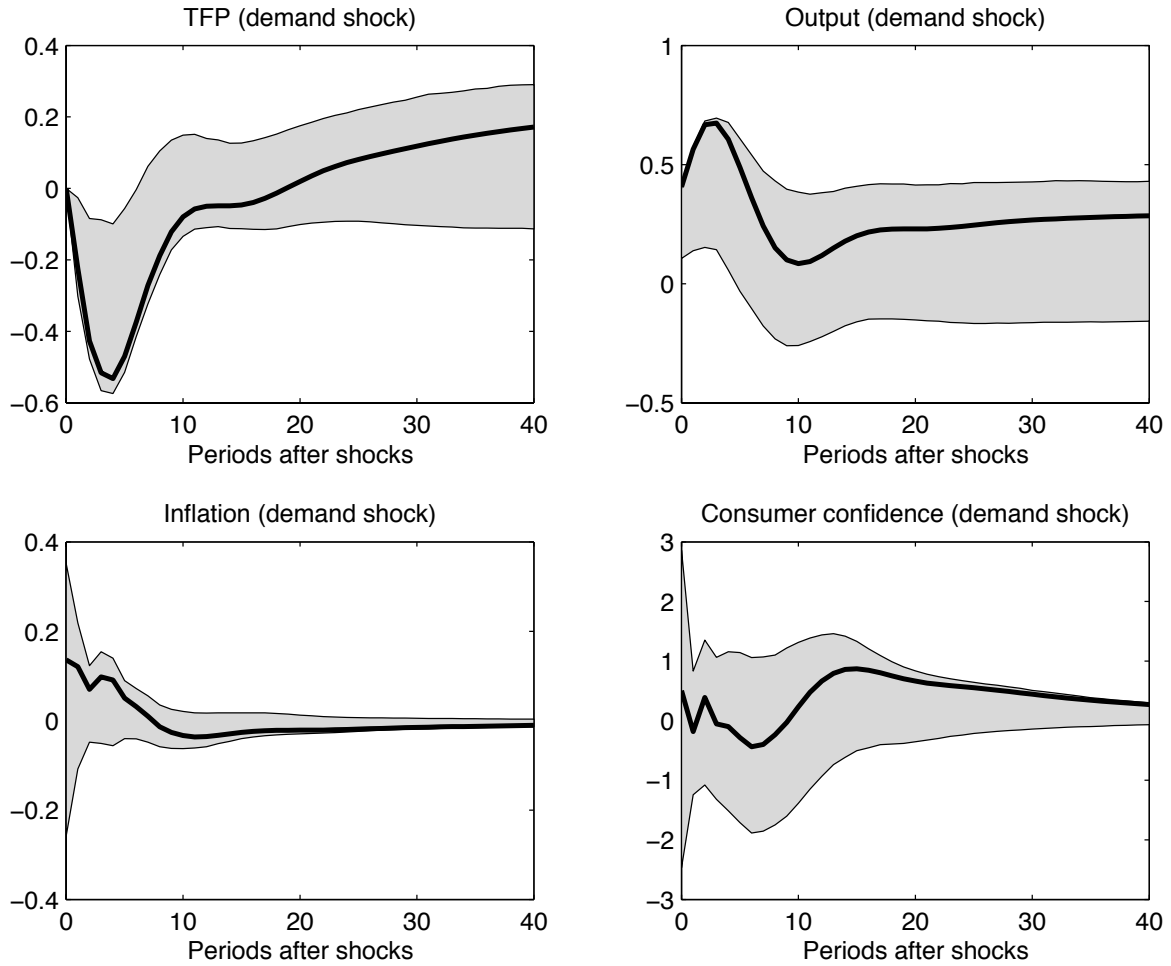 TFP (demand shock)
0.4
0.2
0
−0.2
−0.4
−0.6
0 10 20 30 40
Periods after shocks
Output (demand shock)
1
0.5
0
−0.5
0 10 20 30 40
Periods after shocks
Inflation (demand shock)
0.4
0.2
0
−0.2
−0.4
0 10 20 30 40
Periods after shocks
Consumer confidence (demand shock)
3
2
1
0
−1
−2
−3
0 10 20 30 40
Periods after shocks